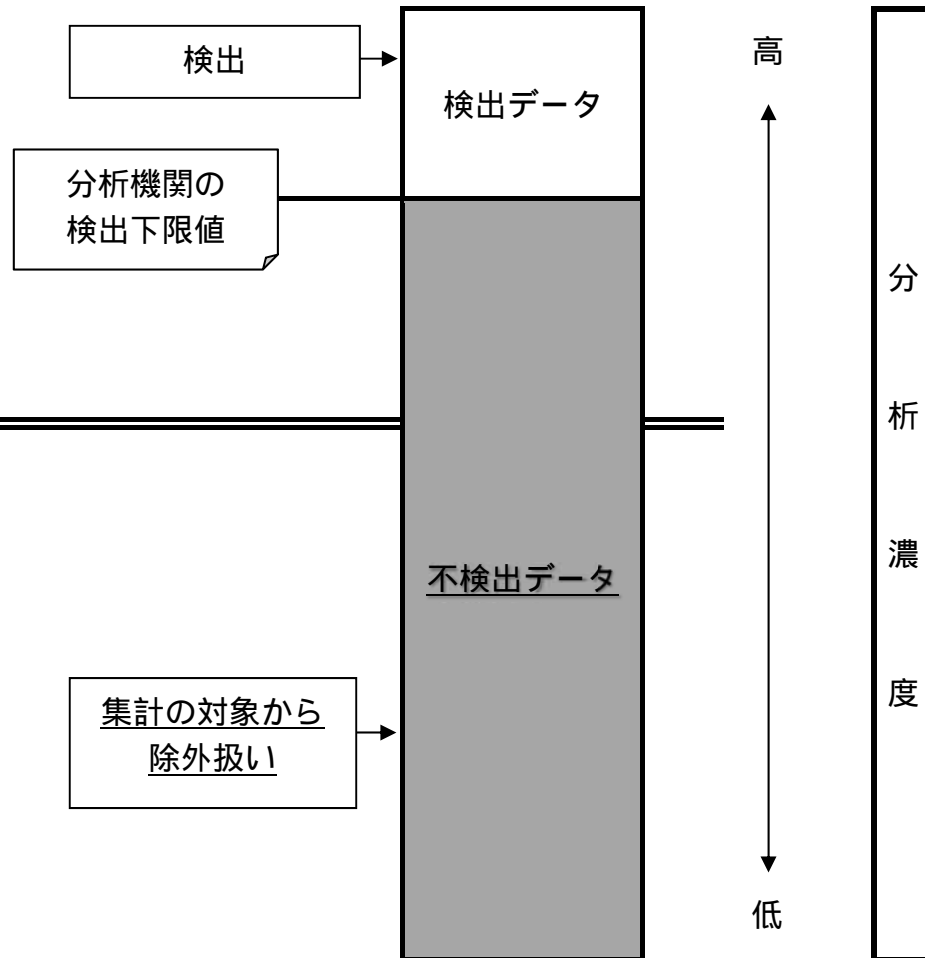 検出
検出データ
分析機関の
検出下限値
不検出データ
集計の対象から
除外扱い
高
低
分析濃度